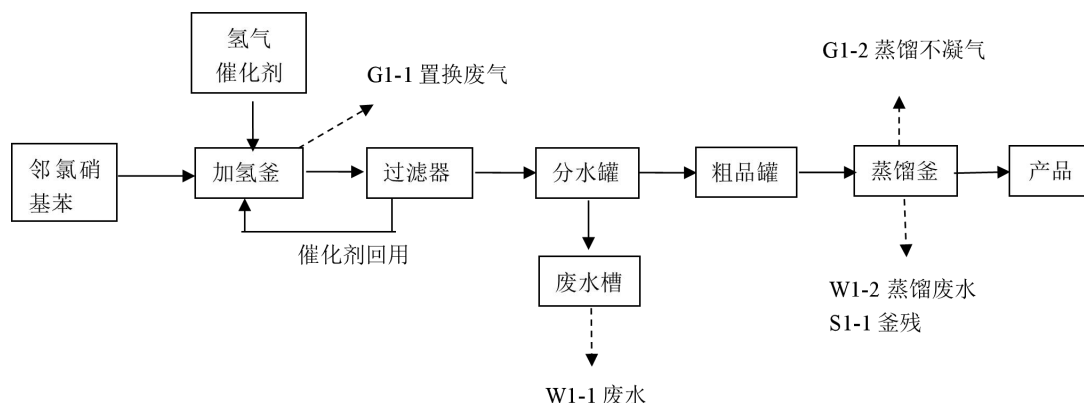 氢气
催化剂
G1-1 置换废气
G1-2 蒸馏不凝气
邻氯硝
基苯
加氢釜
过滤器
分水罐
粗品罐
蒸馏釜
产品
催化剂回用
废水槽
W1-2 蒸馏废水
S1-1 釜残
W1-1 废水